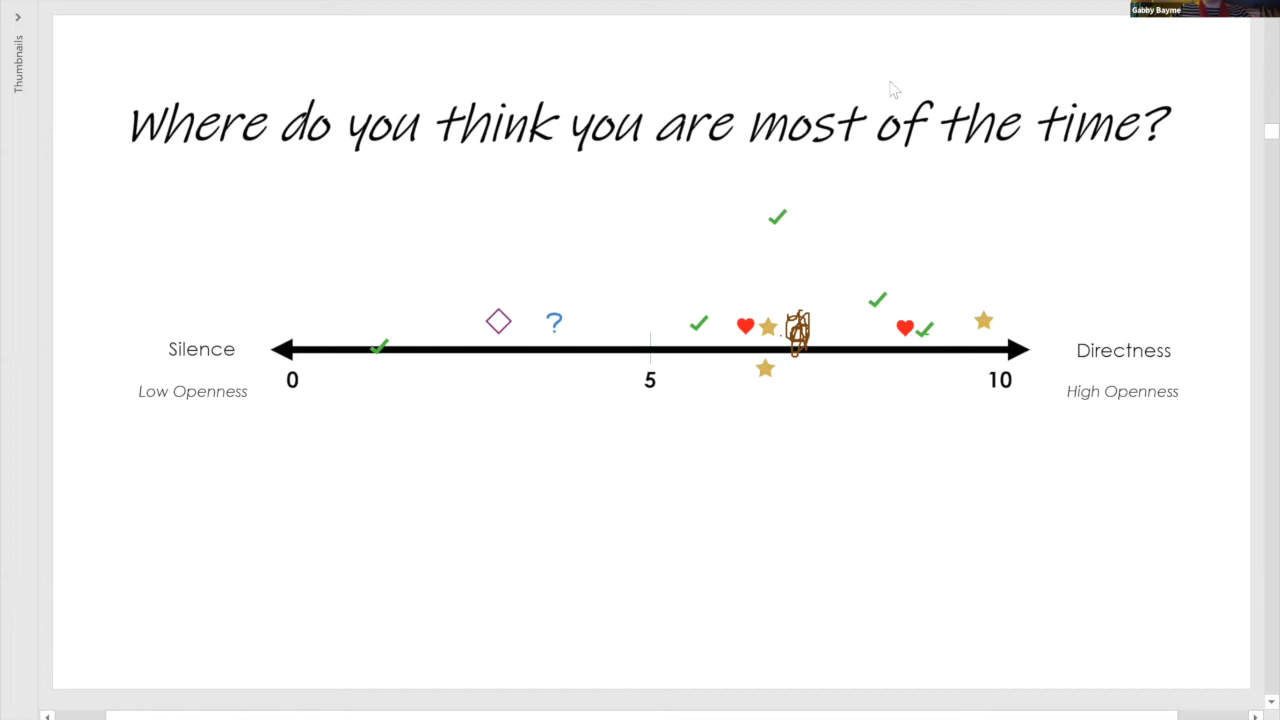 Gabby Bayme
Thumbnails
Where do you think you are most of the time?
?
Silence
Directness
0
5
10
Low Openness
High Openness